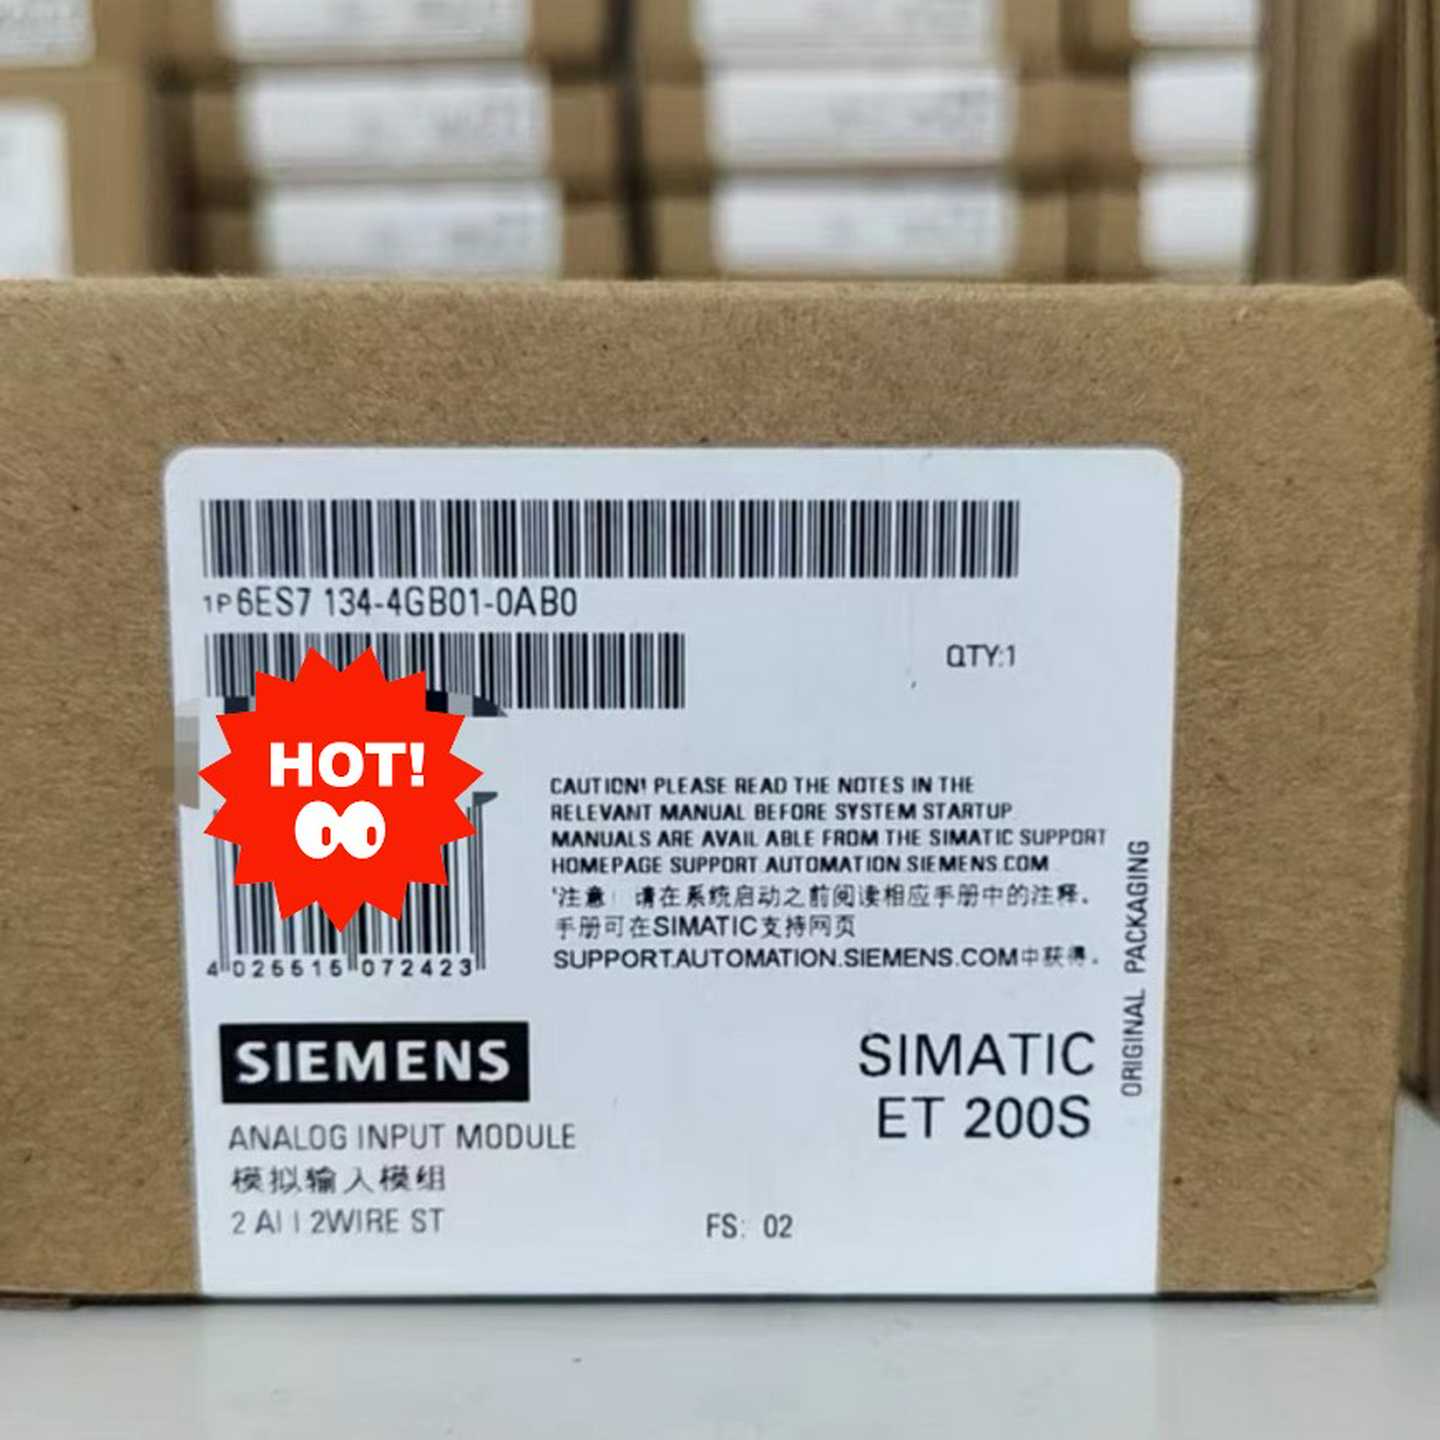 1P 6ES7 134-4GB01-0AB0
QTY:1
HOT!
CAUTION! PLEASE READ THE NOTES IN THE
RELEVANT MANUAL BEFORE SYSTEM STARTUP
MANUALS ARE AVAIL ABLE FROM THE SIMATIC SUPPORT
HOMEPAGE SUPPORT.AUTOMATION.SIEMENS.COM
注意 请在系统启动之前阅读相应手册中的注释。
手册可在SIMATIC支持网页
SUPPORT.AUTOMATION.SIEMENS.COM中获得。
4 025515 072423
ORIGINAL PACKAGING
SIEMENS
SIMATIC
ET 200S
ANALOG INPUT MODULE
模拟输入模组
2 AI I 2WIRE ST
FS: 02